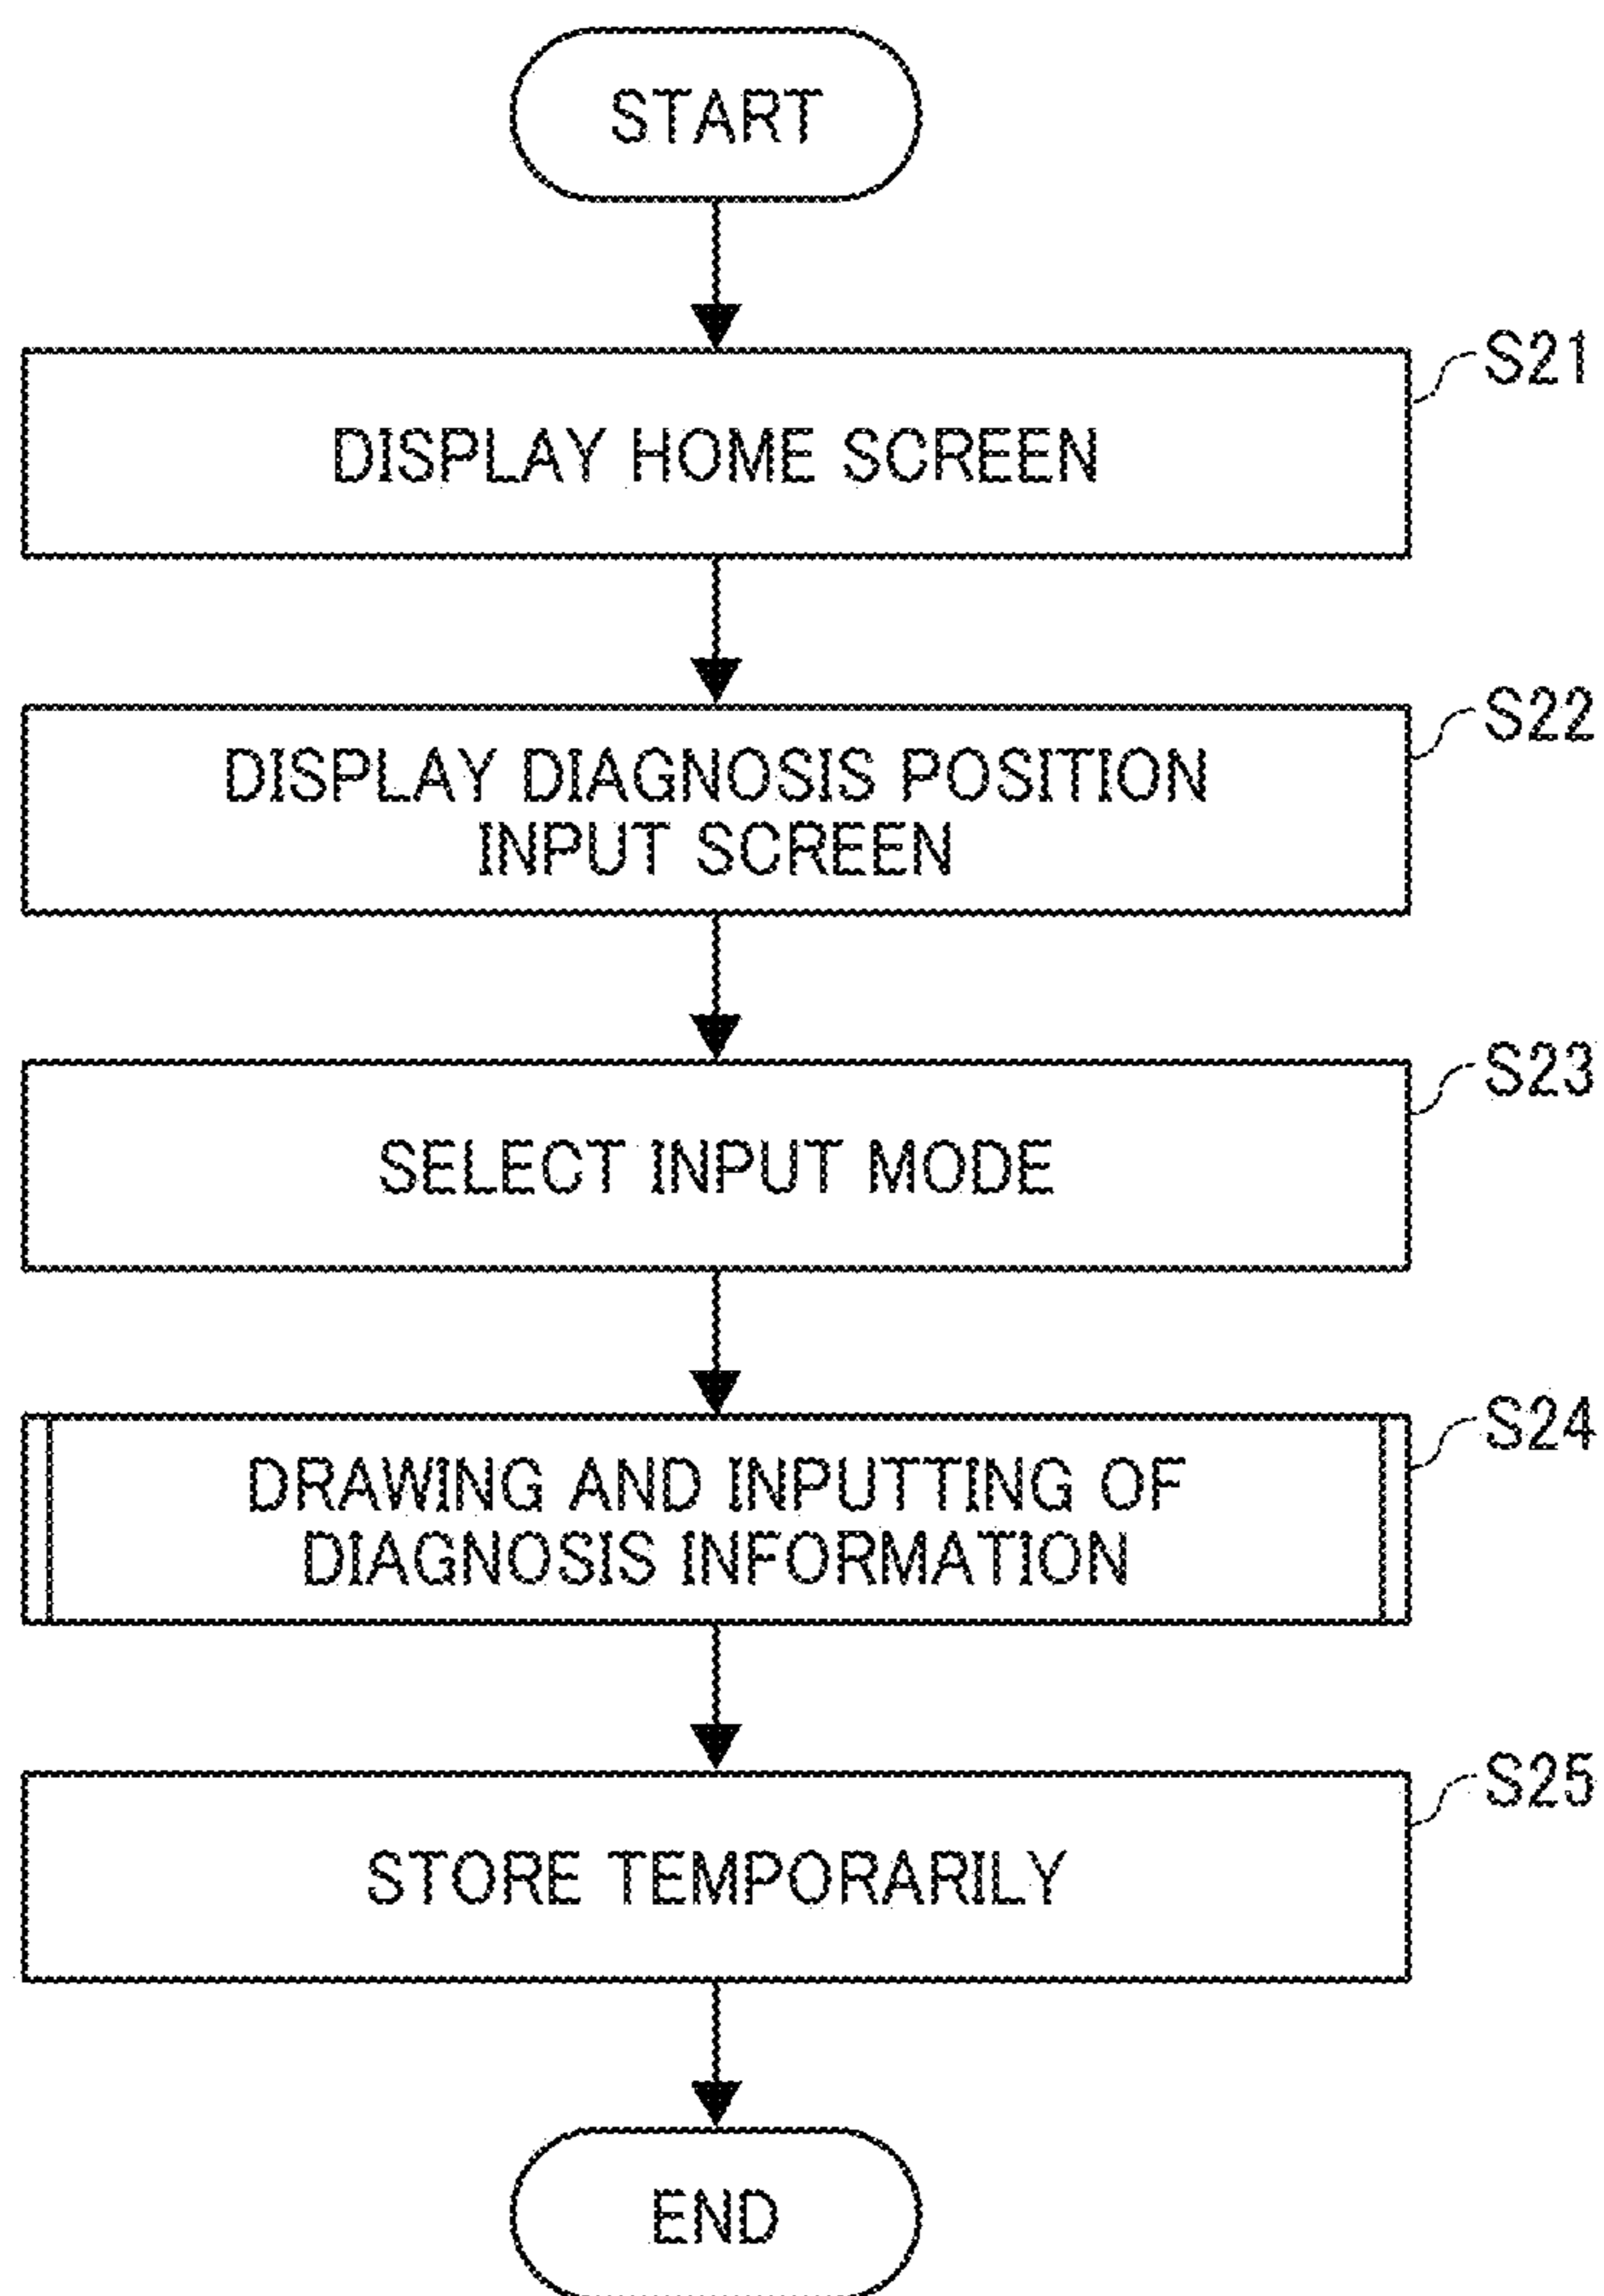 START
S21
DISPLAY HOME SCREEN
S22
DISPLAY DIAGNOSIS POSITION
INPUT SCREEN
S23
SELECT INPUT MODE
S24
DRAWING AND INPUTTING OF
DIAGNOSIS INFORMATION
S25
STORE TEMPORARILY
END